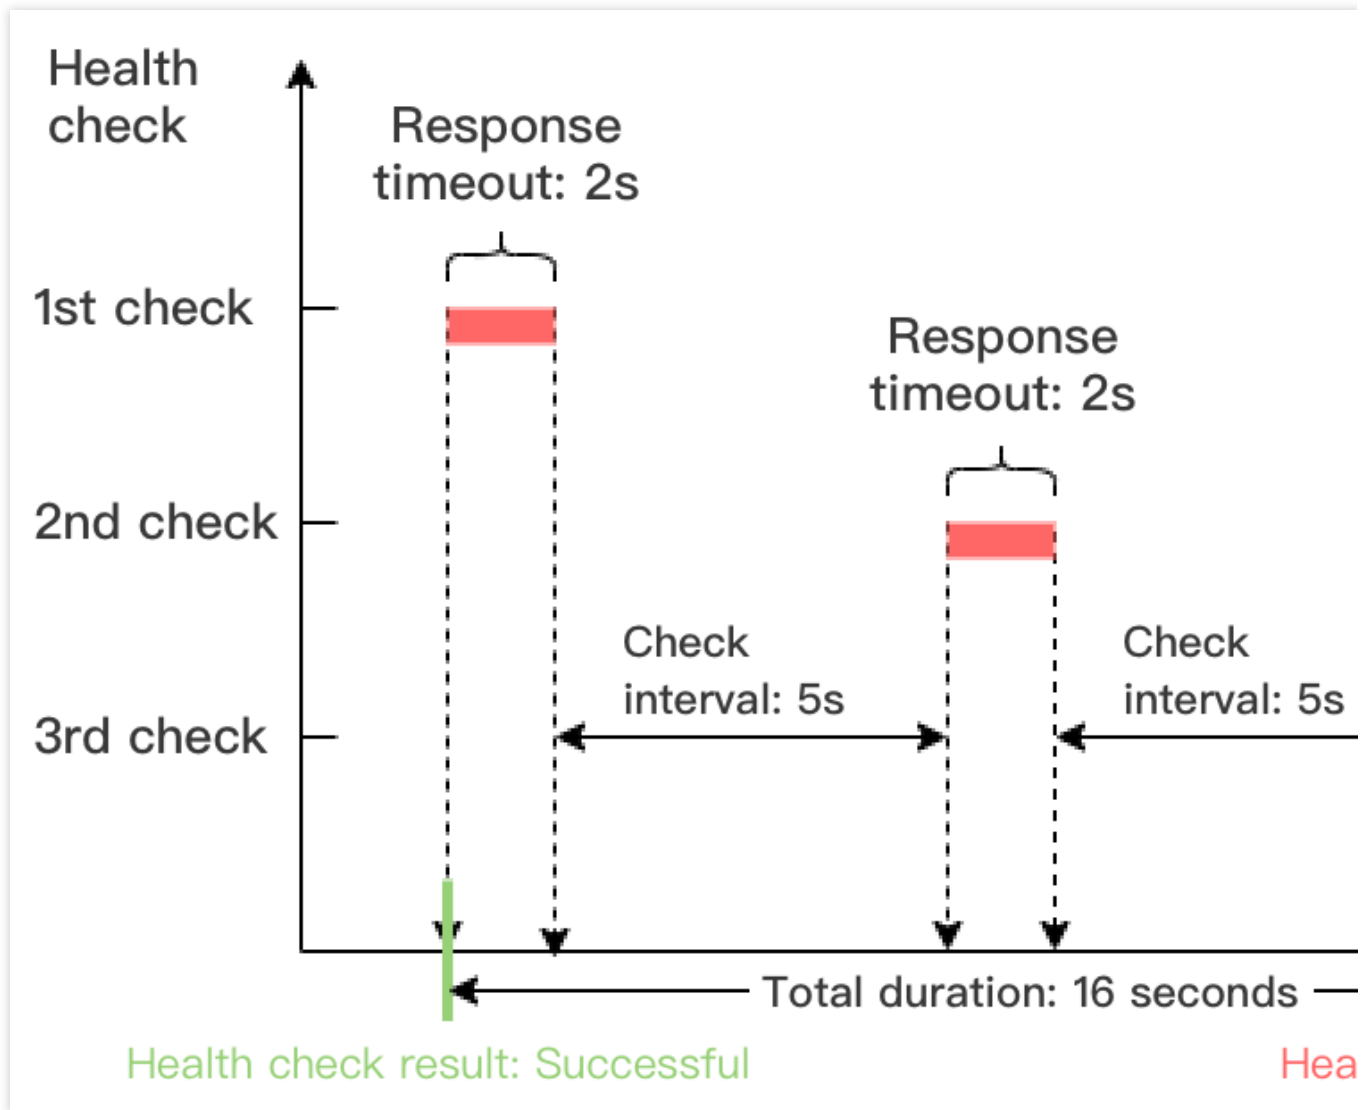 Health
check
Response
timeout: 2s
1st check
Response
timeout: 2s
2nd check
Check
interval: 5s
Check
interval: 5s
3rd check
Total duration: 16 seconds
Health check result: Successful
Hea